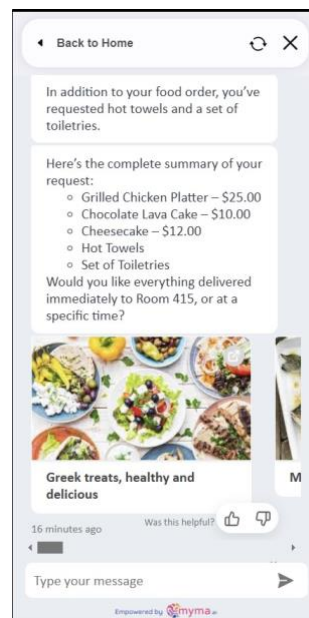 Back to Home
In addition to your food order, you've
requested hot towels and a set of
toiletries.
Here's the complete summary of your
request:
Grilled Chicken Platter – $25.00
Chocolate Lava Cake – $10.00
Cheesecake – $12.00
Hot Towels
Set of Toiletries
Would you like everything delivered
immediately to Room 415, or at a
specific time?
Greek treats, healthy and
delicious
M
16 minutes ago
Was this helpful?
Type your message
Empowered by myma.ai